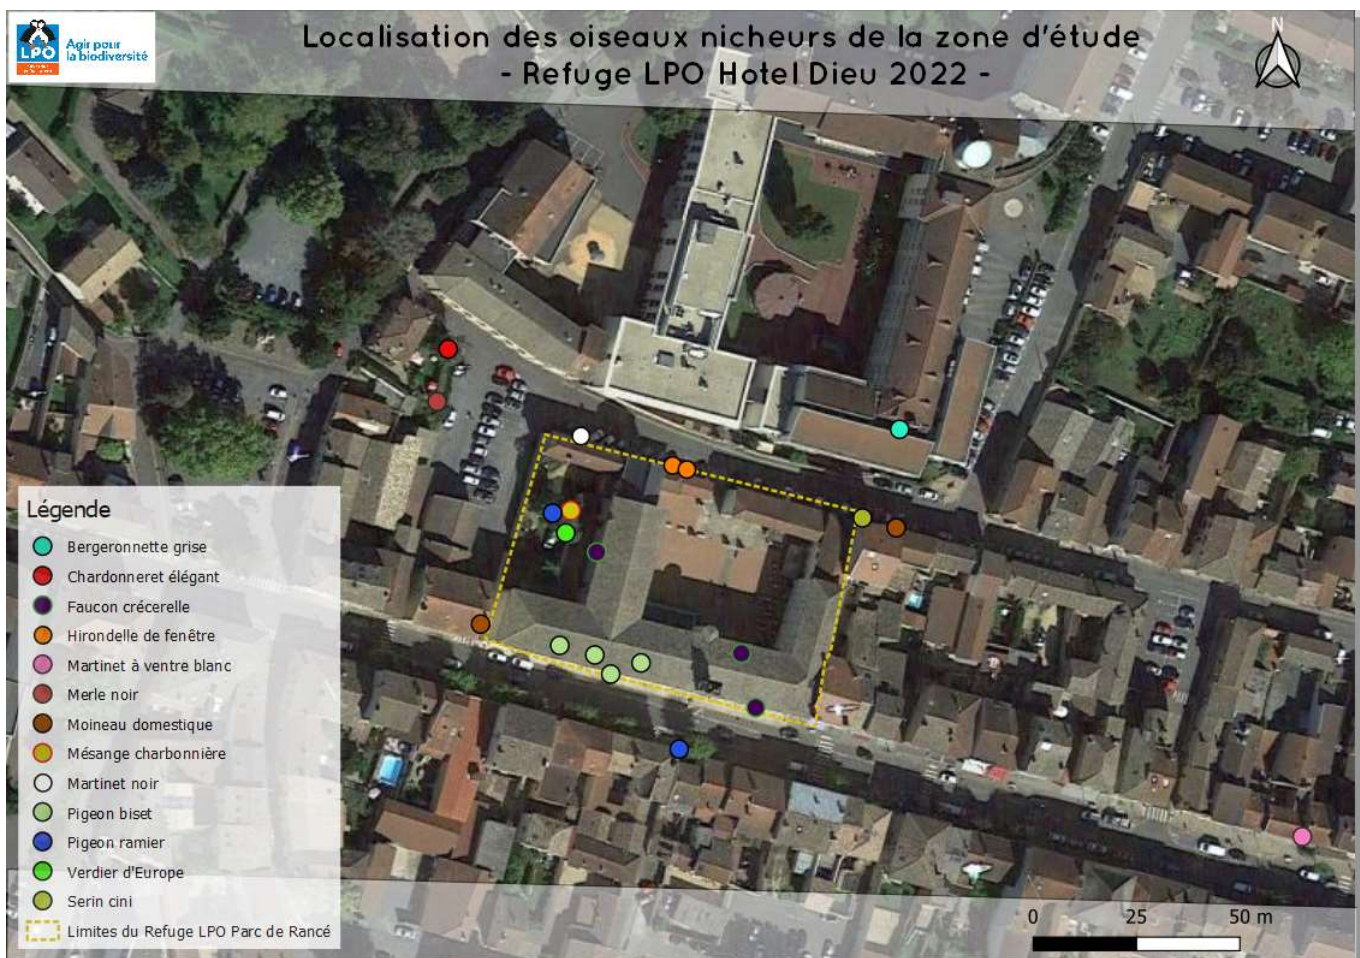 LPO
Agir pour
la biodiversité
Localisation des oiseaux nicheurs de la zone d'étude
- Refuge LPO Hotel Dieu 2022 -
N
Légende
Bergeronnette grise
Chardonneret élégant
Faucon crécerelle
Hirondelle de fenêtre
Martinet à ventre blanc
Merle noir
Moineau domestique
Mésange charbonnière
Martinet noir
Pigeon biset
Pigeon ramier
Verdier d'Europe
Serin cini
Limites du Refuge LPO Parc de Rancé
0 25 50 m